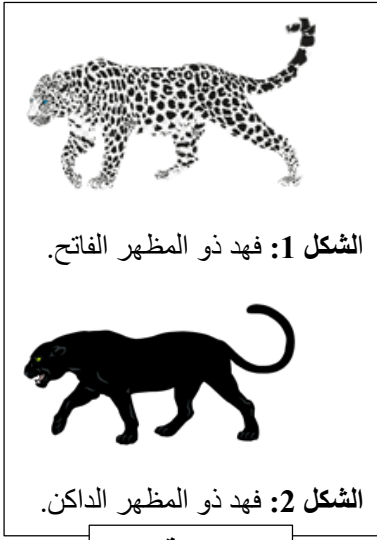 الشكل 1: فهد ذو المظهر الفاتح.
الشكل 2: فهد ذو المظهر الداكن.